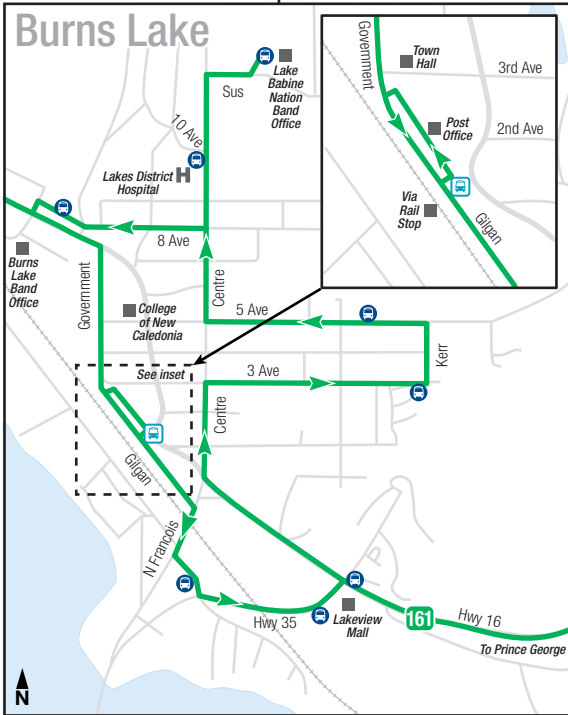 Burns Lake
Lake
Babine
Nation
Band
Office
Sus
10 Ave
Lakes District
Hospital
H
8 Ave
Burns
Lake
Band
Office
Government
Centre
College
of New
Caledonia
5 Ave
Kerr
See inset
3 Ave
Centre
Gilgan
N Francois
Hwy 35
Lakeview
Mall
161
Hwy 16
To Prince George
N
Government
Town
Hall
3rd Ave
Post
Office
2nd Ave
Via
Rail
Stop
Gilgan